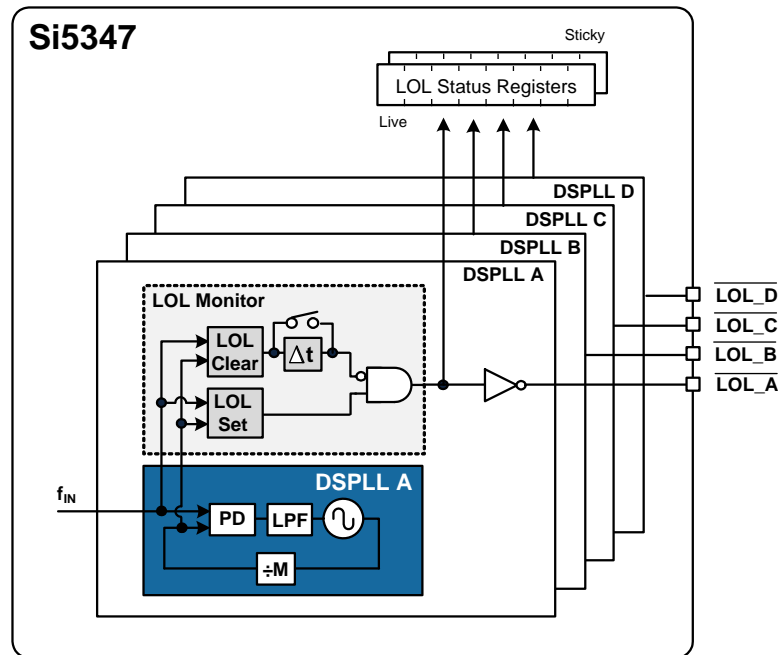 Si5347
Sticky
LOL Status Registers
Live
DSPLL D
DSPLL C
DSPLL B
DSPLL A
LOL Monitor
LOL
Clear
Δt
LOL
Set
LOL_D
LOL_C
LOL_B
LOL_A
DSPLL A
fIN
PD
LPF
÷M